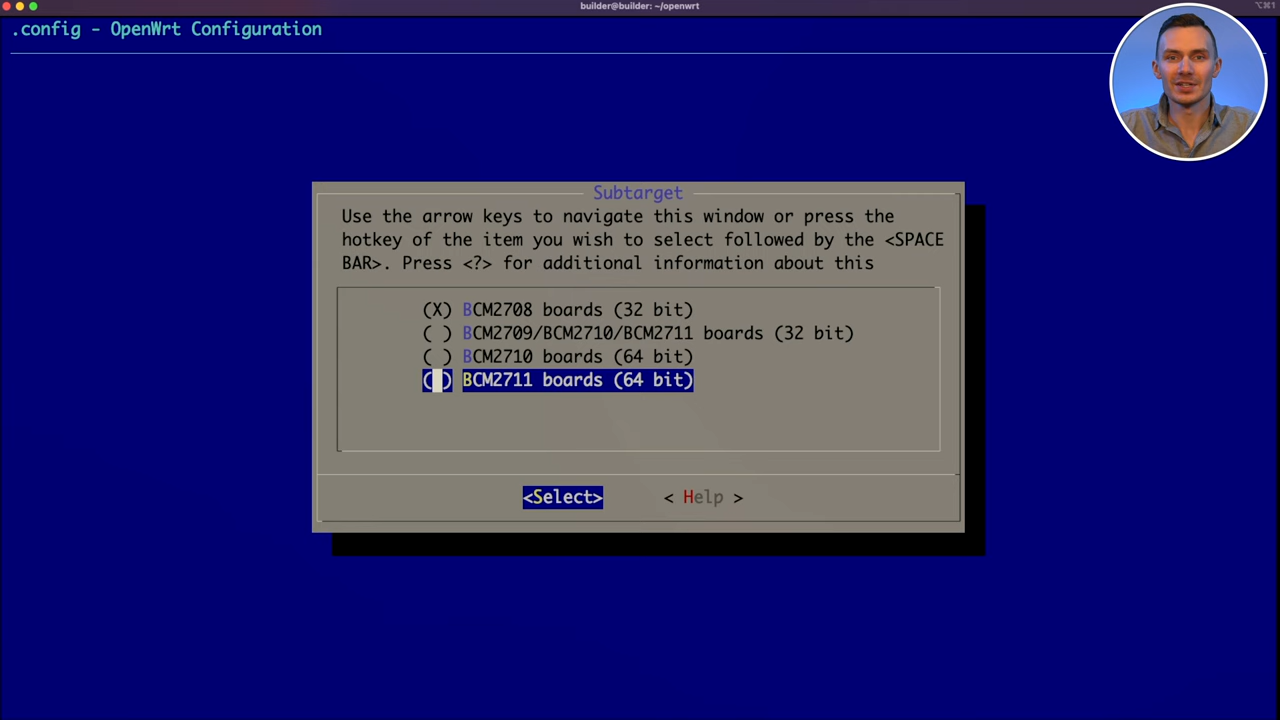 builder@builder: ~/openwrt
⌥⌘1
.config - OpenWrt Configuration
Subtarget
Use the arrow keys to navigate this window or press the
hotkey of the item you wish to select followed by the <SPACE
BAR>. Press <?> for additional information about this
(X) BCM2708 boards (32 bit)
( ) BCM2709/BCM2710/BCM2711 boards (32 bit)
( ) BCM2710 boards (64 bit)
( ) BCM2711 boards (64 bit)
<Select> < Help >